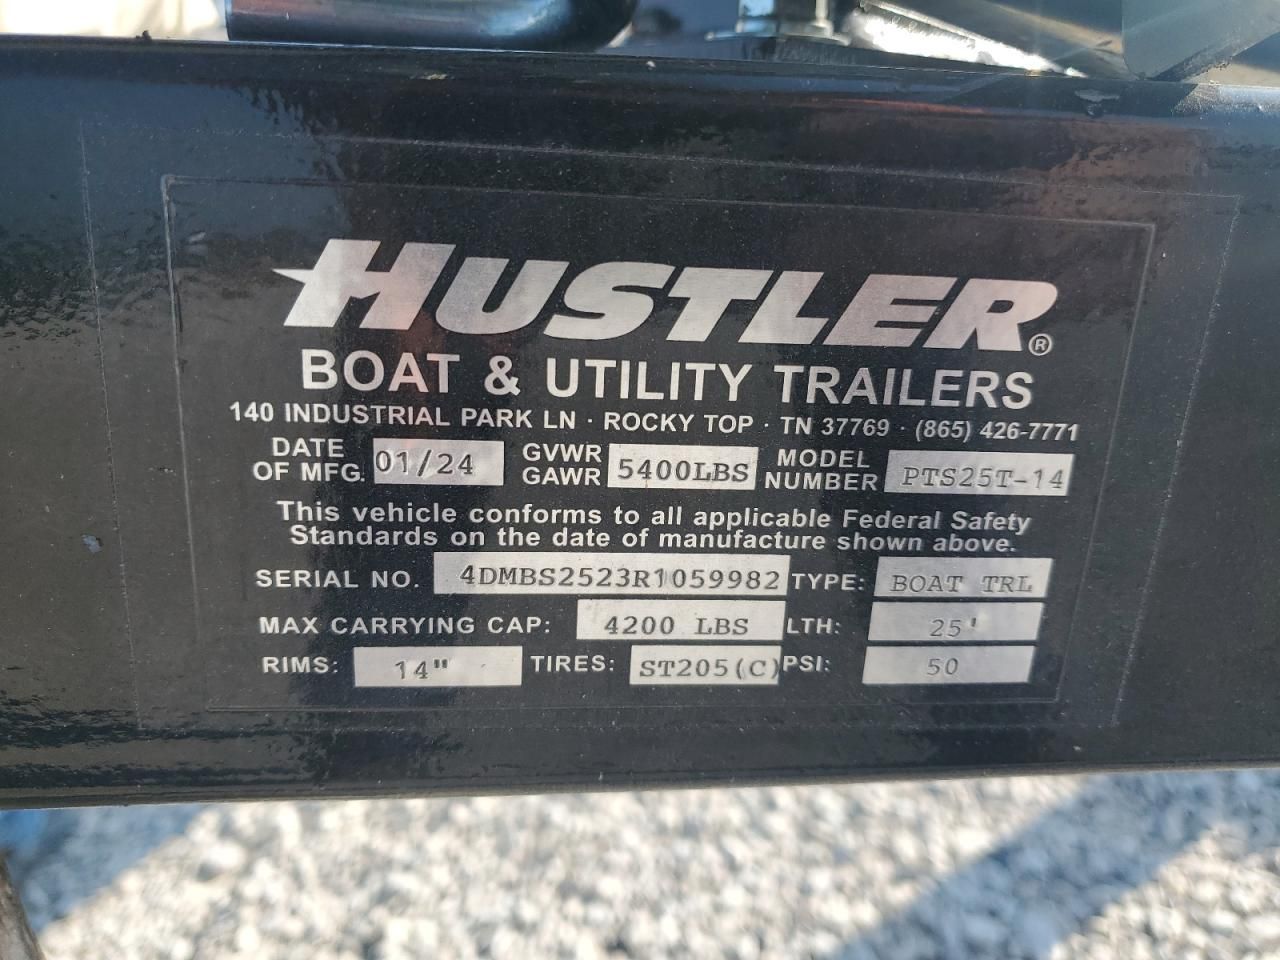 HUSTLER®
BOAT & UTILITY TRAILERS
140 INDUSTRIAL PARK LN · ROCKY TOP · TN 37769 · (865) 426-7771
DATE OF MFG. 01/24 GVWR GAWR 5400LBS MODEL NUMBER PTS25T-14
This vehicle conforms to all applicable Federal Safety
Standards on the date of manufacture shown above.
SERIAL NO. 4DMBS2523R1059982 TYPE: BOAT TRL
MAX CARRYING CAP: 4200 LBS LTH: 25'
RIMS: 14" TIRES: ST205(C) PSI: 50